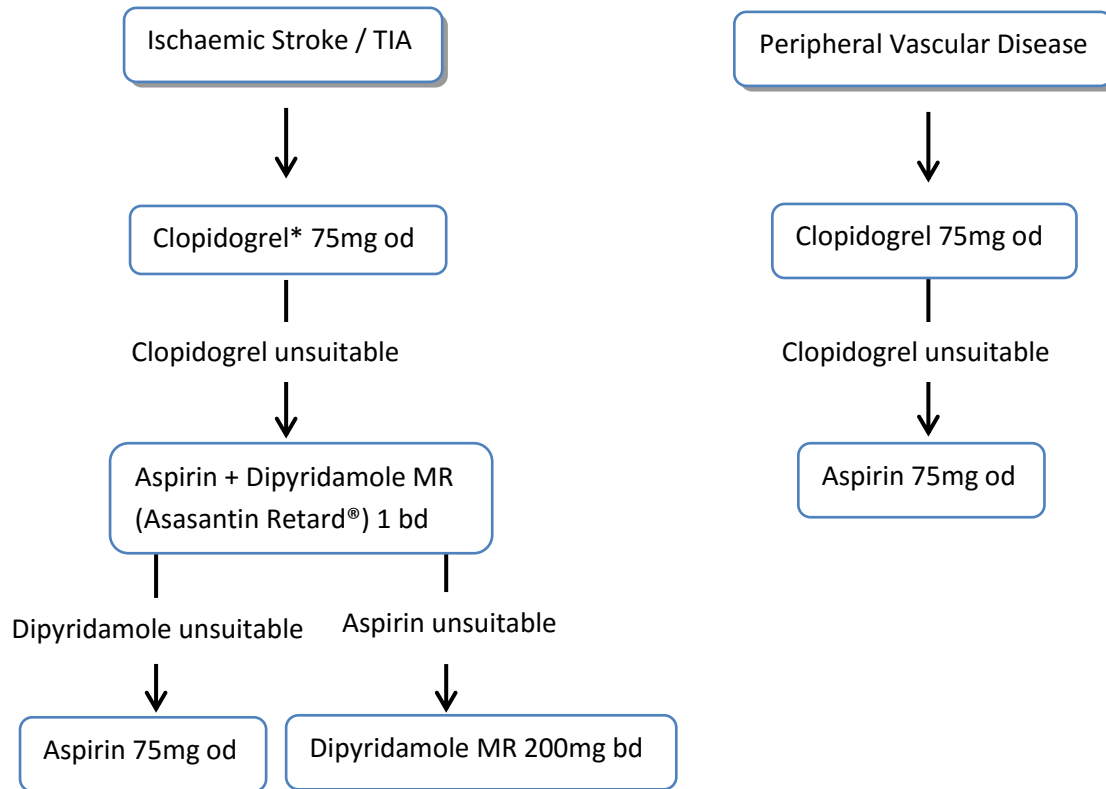 Ischaemic Stroke / TIA
Peripheral Vascular Disease
Clopidogrel* 75mg od
Clopidogrel 75mg od
Clopidogrel unsuitable
Clopidogrel unsuitable
Aspirin + Dipyridamole MR
(Asasantin Retard®) 1 bd
Aspirin 75mg od
Dipyridamole unsuitable
Aspirin unsuitable
Aspirin 75mg od
Dipyridamole MR 200mg bd